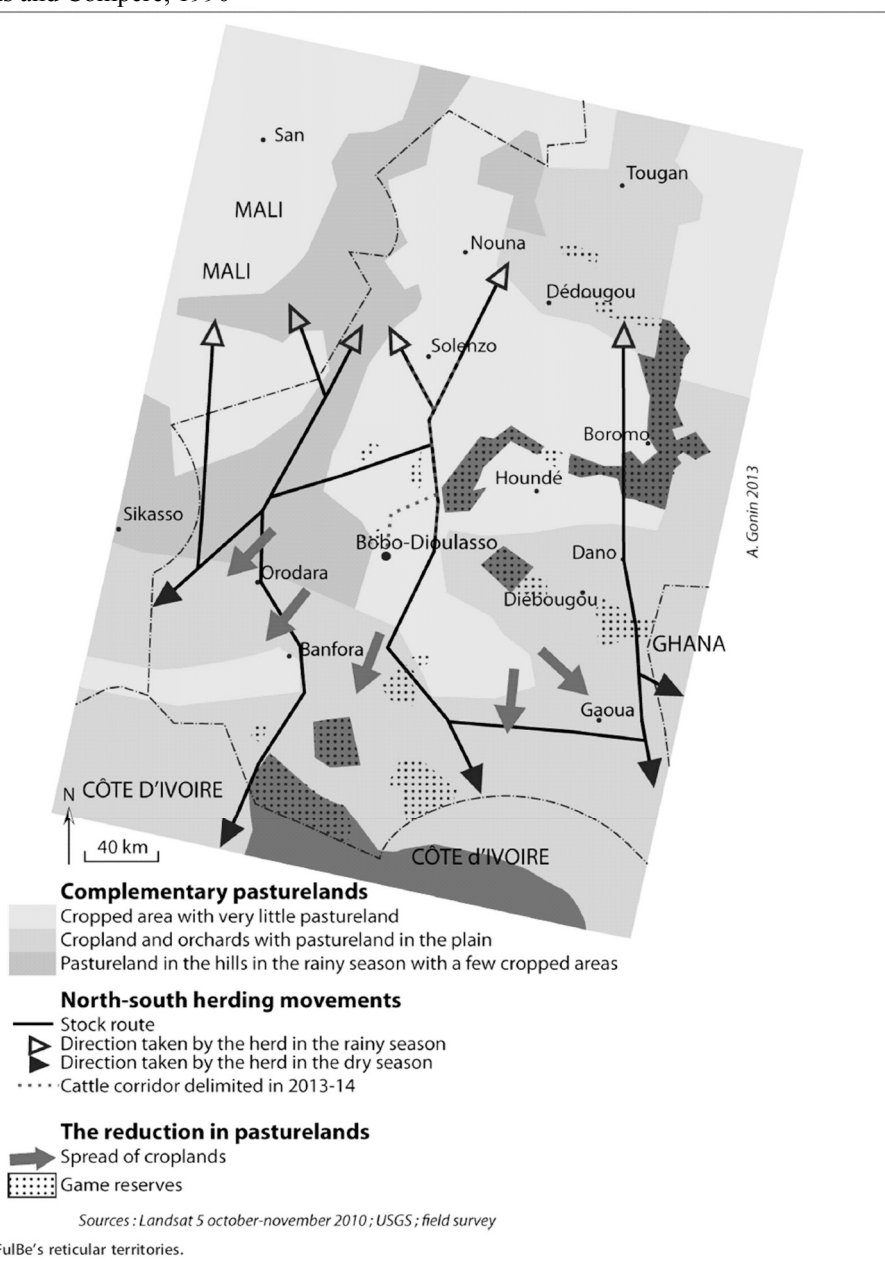 and Compère, 1990
San
Tougan
MALI
Nouna
MALI
Dédougou
Solenzo
Boromo
Houndé
Sikasso
A. Gonin 2013
Bobo-Dioulasso
Dano
Orodara
Diébougou
GHANA
Banfora
Gaoua
N
CÔTE D'IVOIRE
40 km
CÔTE d'IVOIRE
Complementary pasturelands
Cropped area with very little pastureland
Cropland and orchards with pastureland in the plain
Pastureland in the hills in the rainy season with a few cropped areas
North-south herding movements
Stock route
Direction taken by the herd in the rainy season
Direction taken by the herd in the dry season
Cattle corridor delimited in 2013-14
The reduction in pasturelands
Spread of croplands
Game reserves
Sources : Landsat 5 october-november 2010 ; USGS ; field survey
FulBe's reticular territories.